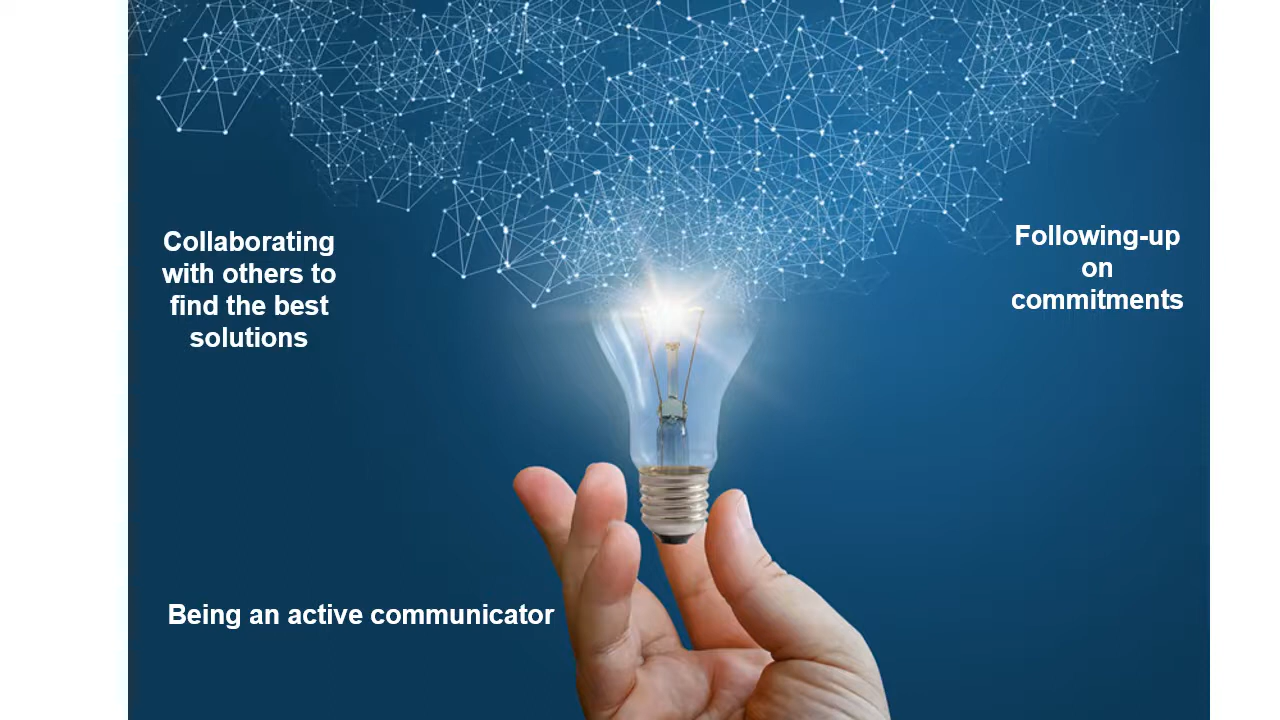 Collaborating
with others to
find the best
solutions
Following-up
on
commitments
Being an active communicator